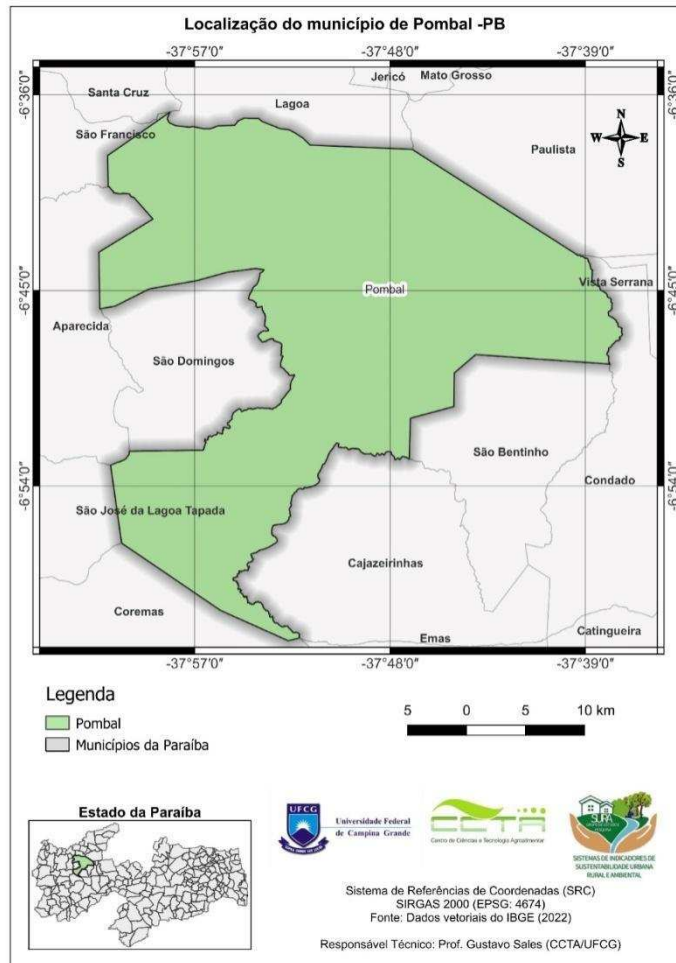 Localização do município de Pombal -PB
-37°57'0" -37°48'0" -37°39'0"
Jericó Mato Grosso
Santa Cruz
Lagoa
-6°36'0" -6°36'0"
São Francisco
N
W E
S
Paulista
Vista Serrana
-6°45'0" -6°45'0"
Pombal
Aparecida
São Domingos
São Bentinho
Condado
-6°54'0" -6°54'0"
São José da Lagoa Tapada
Cajazeirinhas
Coremas
Emas
Catingueira
-37°57'0" -37°48'0" -37°39'0"
Legenda
Pombal
Municípios da Paraíba
5 0 5 10 km
Estado da Paraíba
UFCG
Universidade Federal
de Campina Grande
CCTA
SISTEMAS DE INDICADORES DE
SUSTENTABILIDADE URBANA
RURAL E AMBIENTAL
Sistema de Referências de Coordenadas (SRC)
SIRGAS 2000 (EPSG: 4674)
Fonte: Dados vetoriais do IBGE (2022)
Responsável Técnico: Prof. Gustavo Sales (CCTA/UFCG)